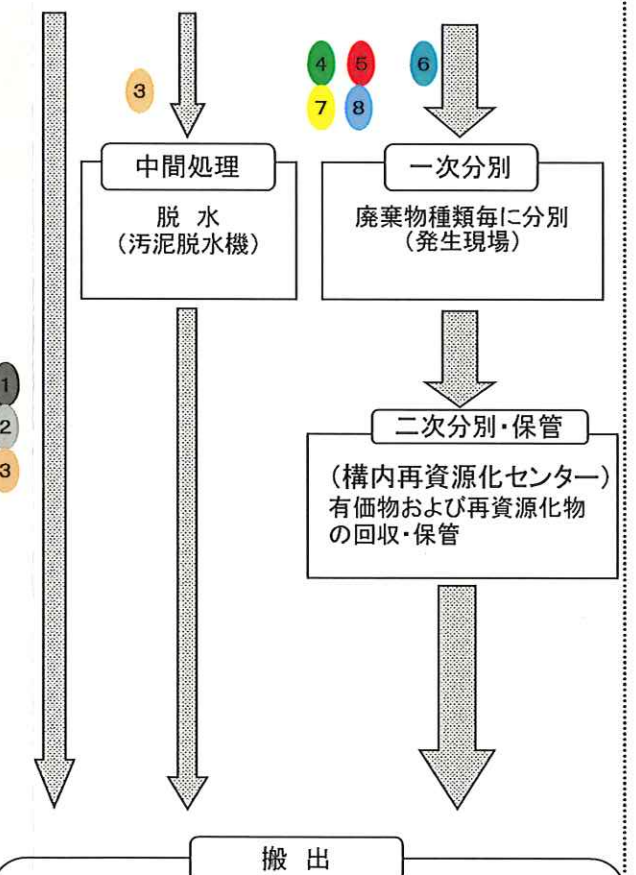 3
4 5 6
7 8
中間処理
脱 水
(汚泥脱水機)
一次分別
廃棄物種類毎に分別
(発生現場)
1
2
3
二次分別・保管
(構内再資源化センター)
有価物および再資源化物
の回収・保管
搬 出